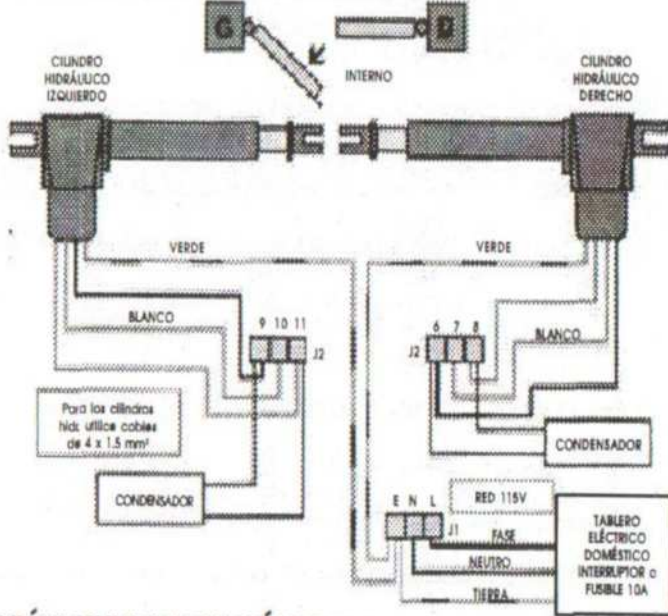 G
D
CILINDRO
HIDRÁULICO
IZQUIERDO
INTERNO
CILINDRO
HIDRÁULICO
DERECHO
VERDE
VERDE
BLANCO
9 10 11
J2
6 7 8
J2
BLANCO
Para los cilindros
hid. utilice cables
de 4 x 1.5 mm²
CONDENSADOR
CONDENSADOR
E N L
J1
RED 115V
FASE
NEUTRO
TIERRA
TABLERO
ELÉCTRICO
DOMÉSTICO
INTERRUPTOR o
FUSIBLE 10A